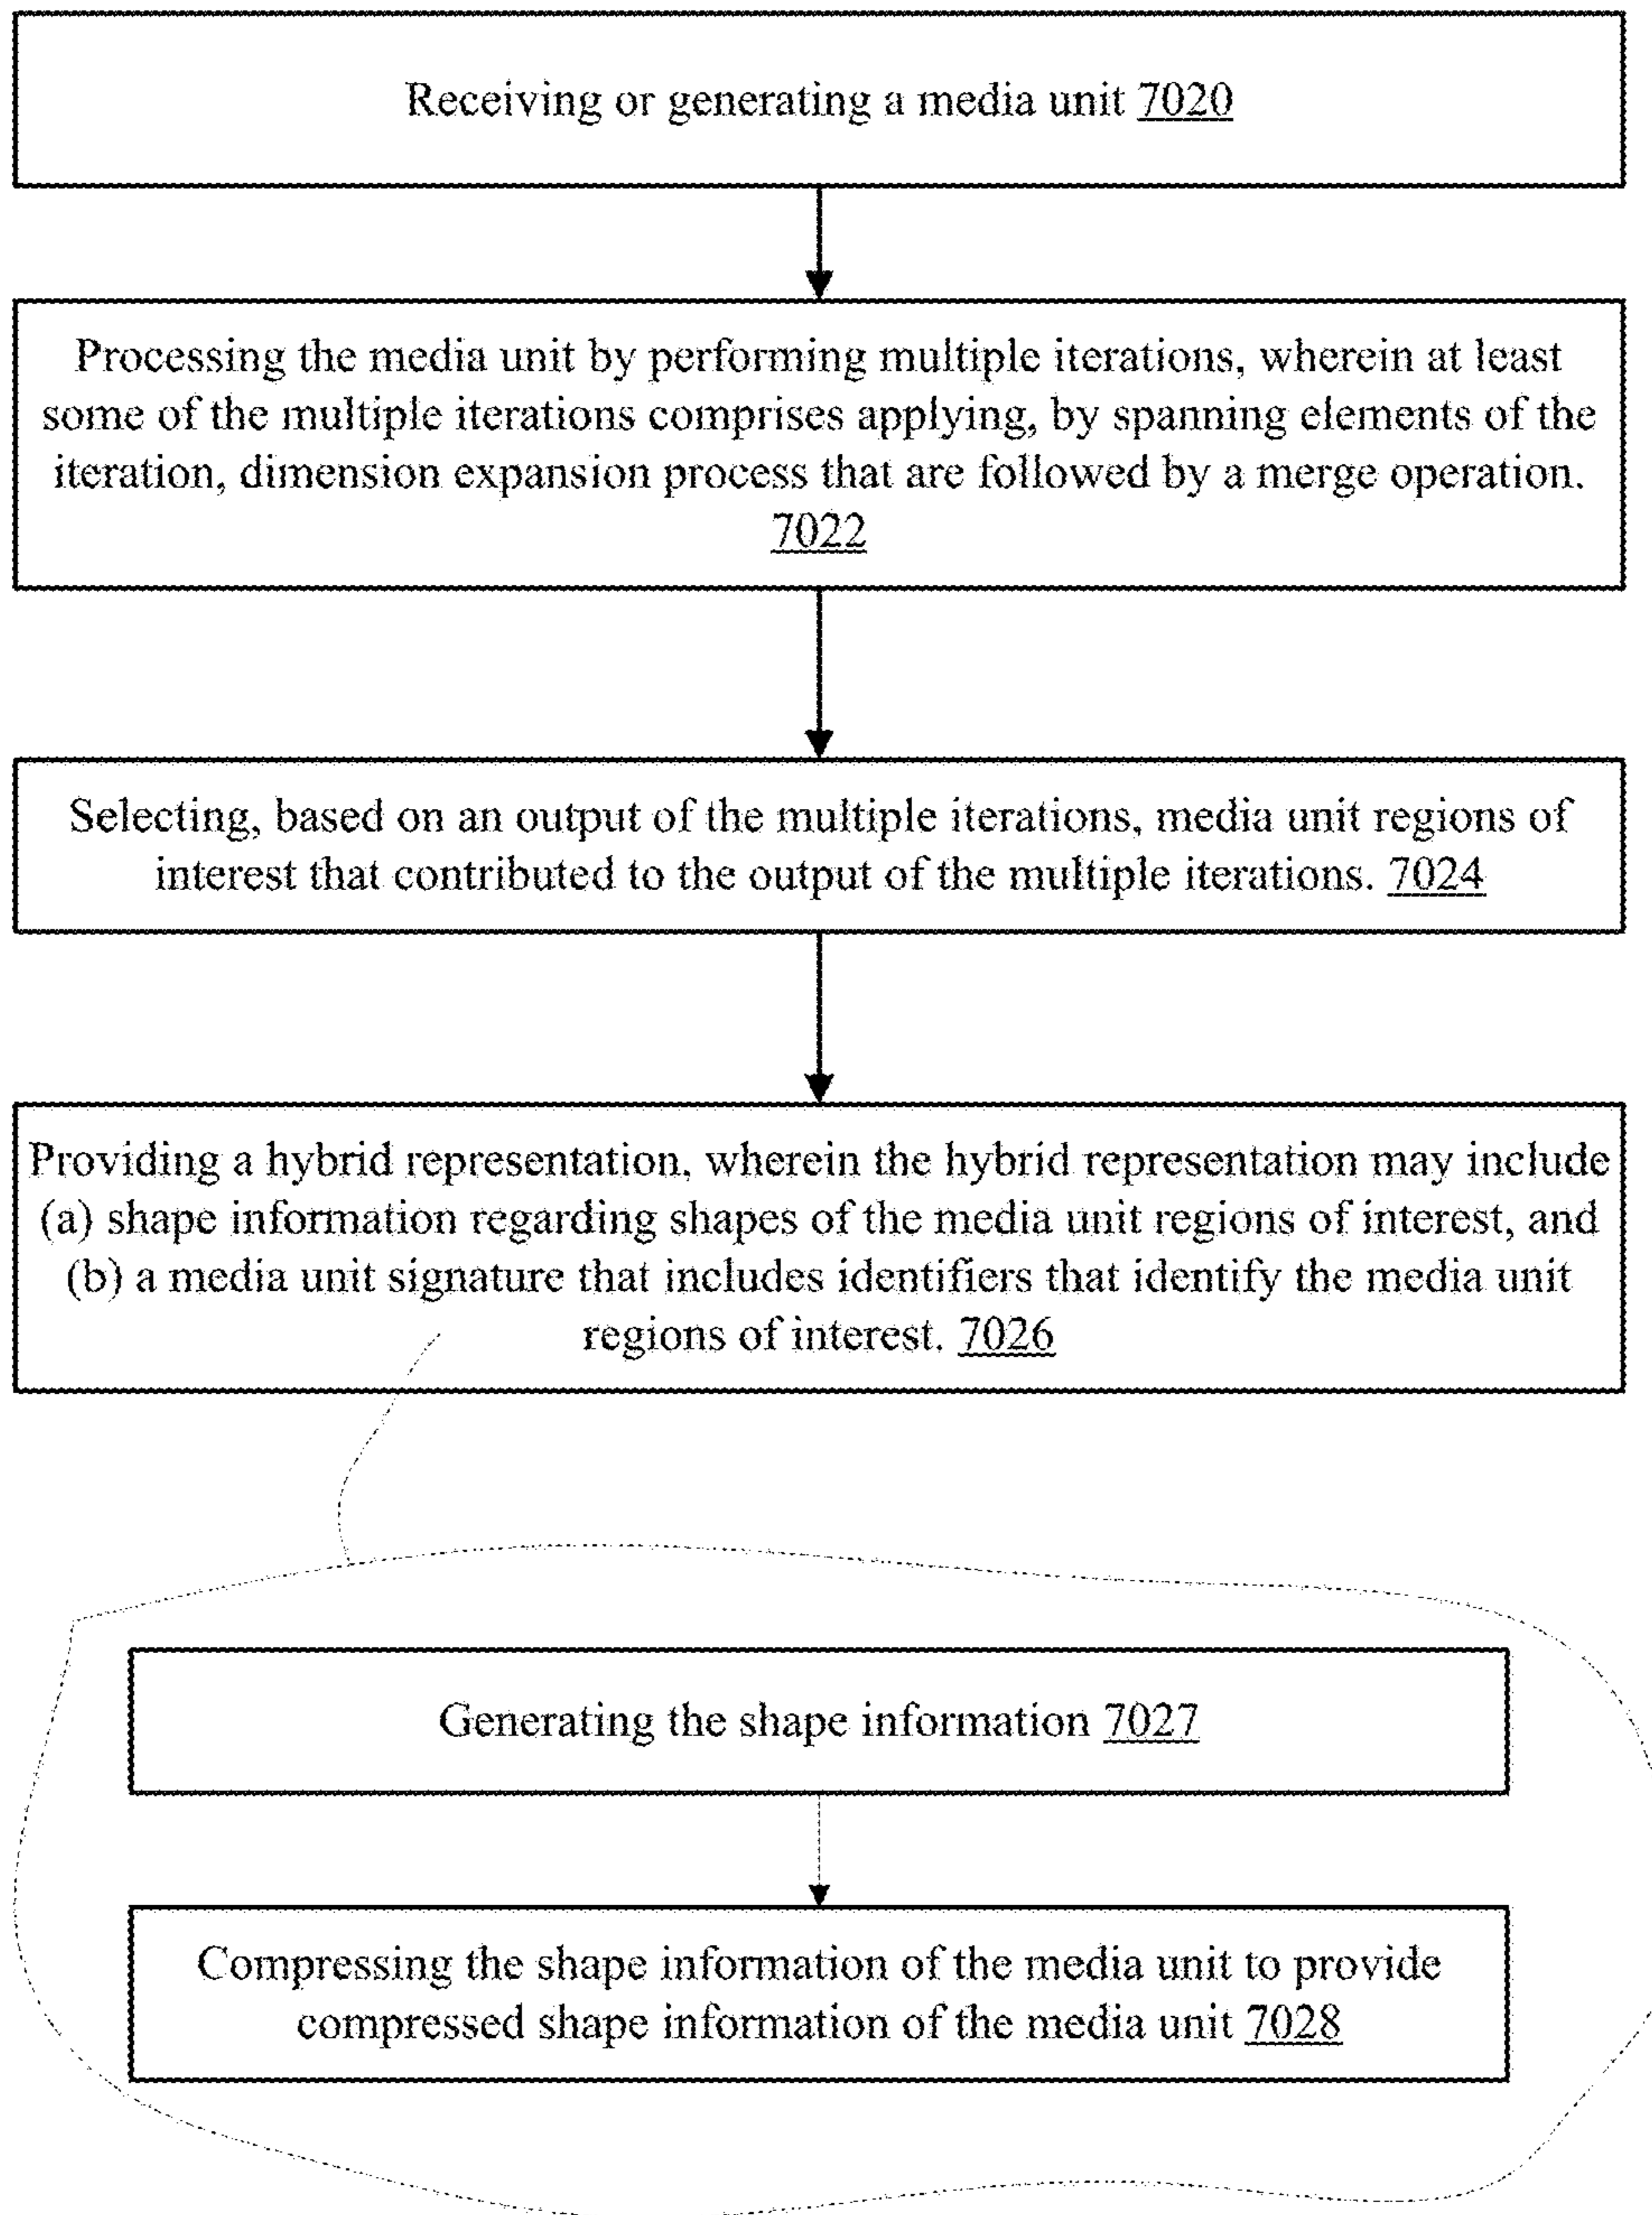 Receiving or generating a media unit 7020
Processing the media unit by performing multiple iterations, wherein at least
some of the multiple iterations comprises applying, by spanning elements of the
iteration, dimension expansion process that are followed by a merge operation.
7022
Selecting, based on an output of the multiple iterations, media unit regions of
interest that contributed to the output of the multiple iterations. 7024
Providing a hybrid representation, wherein the hybrid representation may include
(a) shape information regarding shapes of the media unit regions of interest, and
(b) a media unit signature that includes identifiers that identify the media unit
regions of interest. 7026
Generating the shape information 7027
Compressing the shape information of the media unit to provide
compressed shape information of the media unit 7028